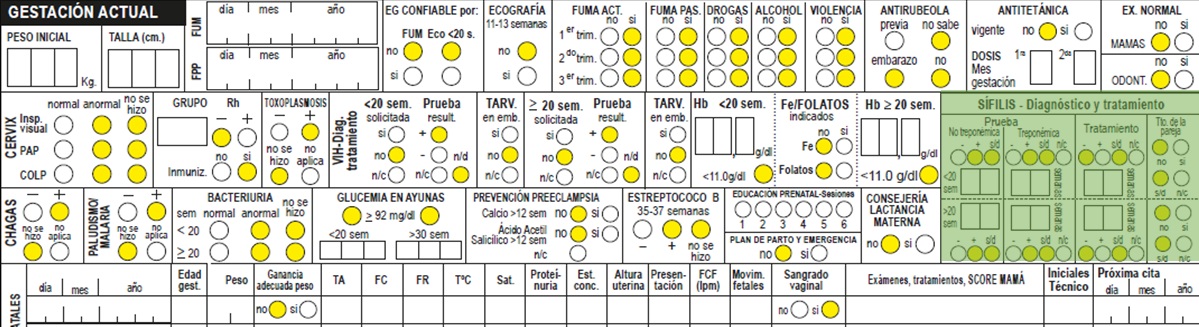 GESTACIÓN ACTUAL
PESO INICIAL
Kg.
TALLA (cm.)
FUM
día mes año
FPP
día mes año
EG CONFIABLE por:
FUM Eco <20 s.
no
si
ECOGRAFÍA
11-13 semanas
no
si
FUMA ACT.
no si
1er trim.
2do trim.
3er trim.
FUMA PAS.
no si
DROGAS
no si
ALCOHOL
no si
VIOLENCIA
no si
ANTIRUBEOLA
previa no sabe
embarazo no
ANTITETÁNICA
vigente no si
DOSIS 1ra 2da
Mes
gestación
EX. NORMAL
no si
MAMAS
no si
ODONT.
CERVIX
normal anormal no se hizo
Insp.
visual
PAP
COLP
GRUPO Rh
- +
no si
Inmuniz.
TOXOPLASMOSIS
- +
no se hizo no aplica
VIH-Diag. tratamiento
<20 sem.
solicitada
si
no
n/c
Prueba
result.
+
-
n/d
n/c
TARV.
en emb.
si
no
n/c
≥ 20 sem.
solicitada
si
no
n/c
Prueba
result.
+
-
n/d
n/c
TARV.
en emb.
si
no
n/c
Hb <20 sem.
g/dl
<11.0g/dl
Fe/FOLATOS
indicados
no si
Fe
Folatos
Hb ≥ 20 sem.
g/dl
<11.0 g/dl
SÍFILIS - Diagnóstico y tratamiento
Prueba
No treponémica
Treponémica
Tratamiento
Tto. de la
pareja
- + s/d
- + s/d n/c
- + s/d n/c
<20
sem
semanas
semanas
no si
s/d n/c
>20
sem
semanas
semanas
no si
s/d n/c
- + s/d
- + s/d n/c
- + s/d n/c
CHAGAS
- +
no se hizo no aplica
PALUDISMO/
MALARIA
- +
no se hizo no aplica
BACTERIURIA
sem normal anormal no se hizo
< 20
≥ 20
GLUCEMIA EN AYUNAS
≥ 92 mg/dl
<20 sem >30 sem
PREVENCIÓN PREECLAMPSIA
Calcio >12 sem no si
Ácido Acetil
Salicílico >12 sem no si
ESTREPTOCOCO B
35-37 semanas
- + no se hizo
EDUCACIÓN PRENATAL-Sesiones
1 2 3 4 5 6
PLAN DE PARTO Y EMERGENCIA
no si
CONSEJERÍA
LACTANCIA
MATERNA
no si
ATALES
día mes año
Edad
gest.
Peso
Ganancia
adecuada peso
no si
TA
FC
FR
TºC
Sat.
Protei-
nuria
Est.
conc.
Altura
uterina
Presen-
tación
FCF
(lpm)
Movim.
fetales
Sangrado
vaginal
no si
Exámenes, tratamientos, SCORE MAMÁ
Iniciales
Técnico
Próxima cita
día mes año